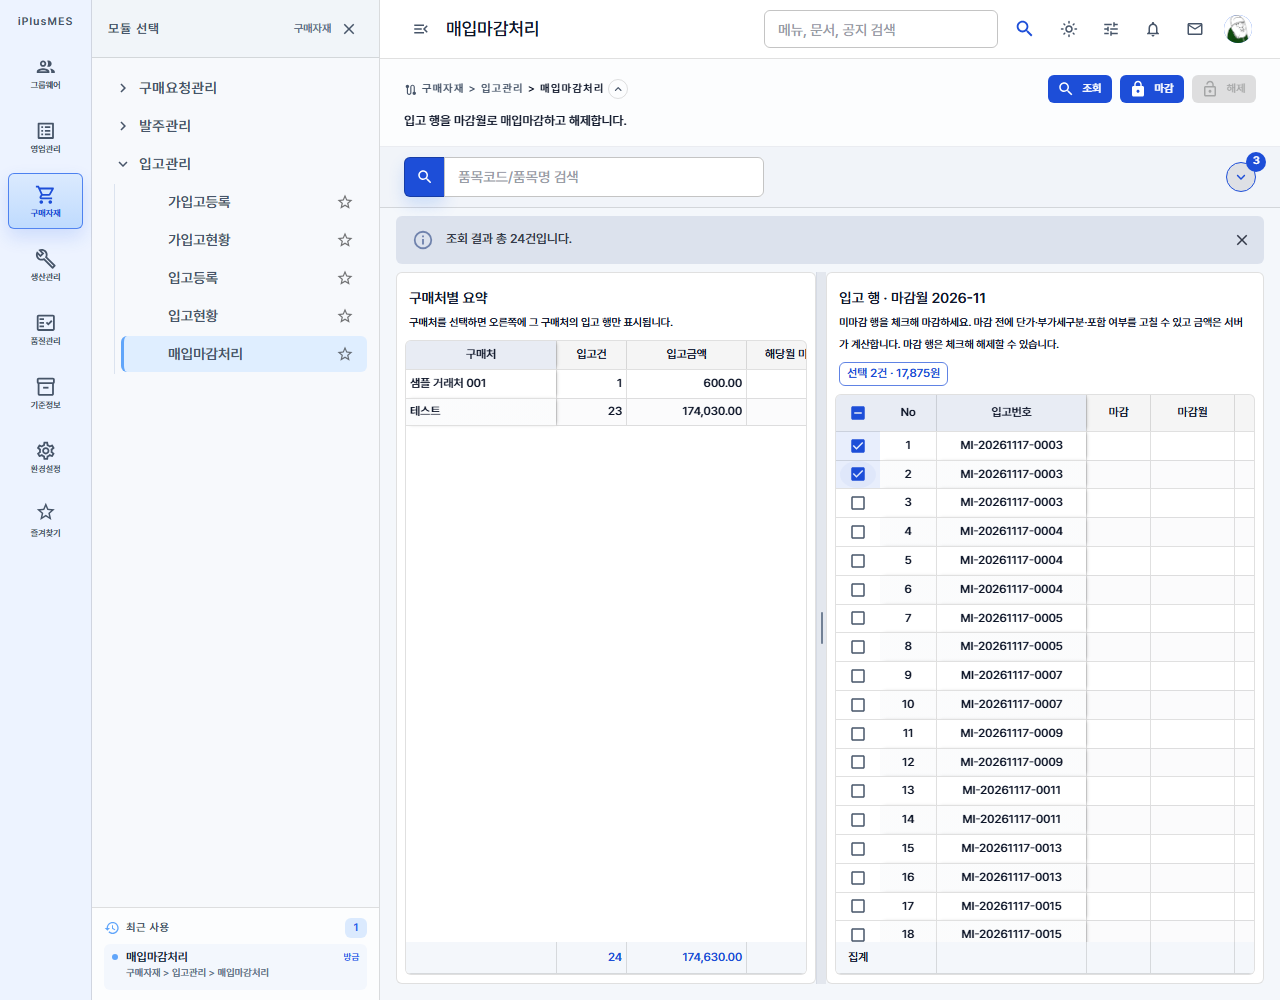 iPlusMES
그룹웨어
영업관리
구매자재
생산관리
품질관리
기준정보
환경설정
즐겨찾기
모듈 선택
구매자재
구매요청관리
발주관리
입고관리
가입고등록
가입고현황
입고등록
입고현황
매입마감처리
최근 사용
1
매입마감처리
방금
구매자재 > 입고관리 > 매입마감처리
매입마감처리
메뉴, 문서, 공지 검색
구매자재 > 입고관리 > 매입마감처리
조회
마감
해제
입고 행을 마감월로 매입마감하고 해제합니다.
품목코드/품목명 검색
3
조회 결과 총 24건입니다.
구매처별 요약
구매처를 선택하면 오른쪽에 그 구매처의 입고 행만 표시됩니다.
구매처 입고건 입고금액 해당월 미
샘플 거래처 001 1 600.00
테스트 23 174,030.00
24 174,630.00
입고 행 · 마감월 2026-11
미마감 행을 체크해 마감하세요. 마감 전에 단가·부가세구분·포함 여부를 고칠 수 있고 금액은 서버
가 계산합니다. 마감 행은 체크해 해제할 수 있습니다.
선택 2건 · 17,875원
No 입고번호 마감 마감월
1 MI-20261117-0003
2 MI-20261117-0003
3 MI-20261117-0003
4 MI-20261117-0004
5 MI-20261117-0004
6 MI-20261117-0004
7 MI-20261117-0005
8 MI-20261117-0005
9 MI-20261117-0007
10 MI-20261117-0007
11 MI-20261117-0009
12 MI-20261117-0009
13 MI-20261117-0011
14 MI-20261117-0011
15 MI-20261117-0013
16 MI-20261117-0013
17 MI-20261117-0015
18 MI-20261117-0015
집계